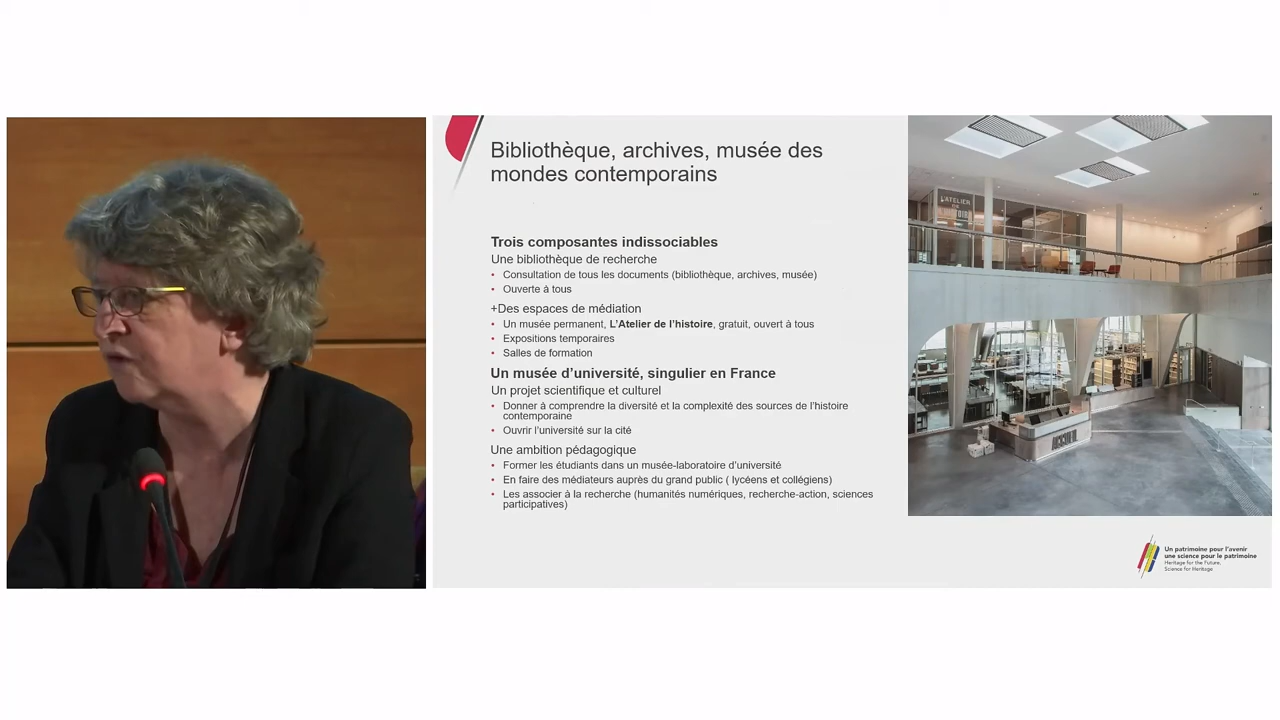 Bibliothèque, archives, musée des
mondes contemporains
Trois composantes indissociables
Une bibliothèque de recherche
• Consultation de tous les documents (bibliothèque, archives, musée)
• Ouverte à tous
+Des espaces de médiation
• Un musée permanent, L'Atelier de l'histoire, gratuit, ouvert à tous
• Expositions temporaires
• Salles de formation
Un musée d'université, singulier en France
Un projet scientifique et culturel
• Donner à comprendre la diversité et la complexité des sources de l'histoire
contemporaine
• Ouvrir l'université sur la cité
Une ambition pédagogique
• Former les étudiants dans un musée-laboratoire d'université
• En faire des médiateurs auprès du grand public ( lycéens et collégiens)
• Les associer à la recherche (humanités numériques, recherche-action, sciences
participatives)
L'ATELIER
DE
L'HISTOIRE
ACCUEIL
Un patrimoine pour l'avenir
une science pour le patrimoine
Heritage for the Future,
Science for Heritage